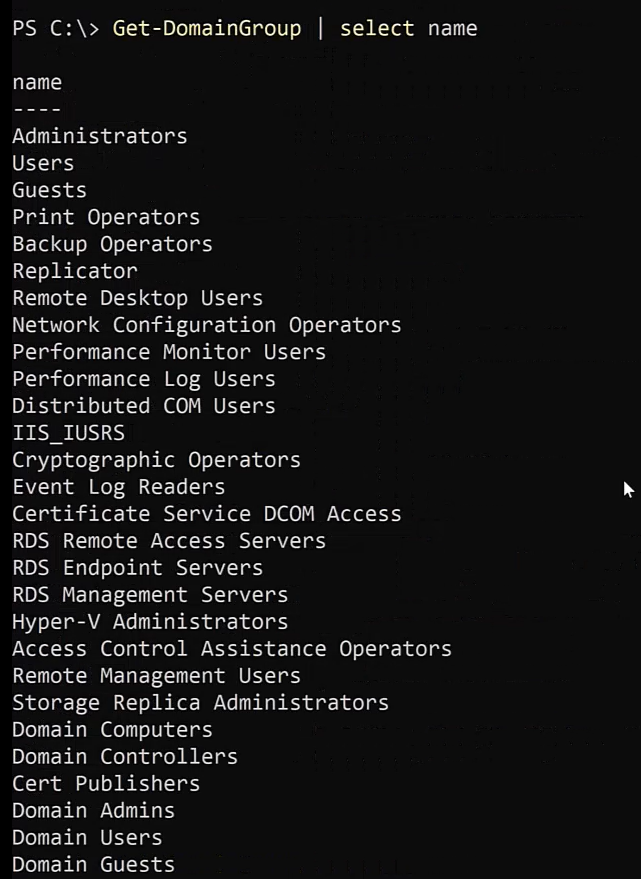 PS C:\> Get-DomainGroup | select name
name
----
Administrators
Users
Guests
Print Operators
Backup Operators
Replicator
Remote Desktop Users
Network Configuration Operators
Performance Monitor Users
Performance Log Users
Distributed COM Users
IIS_IUSRS
Cryptographic Operators
Event Log Readers
Certificate Service DCOM Access
RDS Remote Access Servers
RDS Endpoint Servers
RDS Management Servers
Hyper-V Administrators
Access Control Assistance Operators
Remote Management Users
Storage Replica Administrators
Domain Computers
Domain Controllers
Cert Publishers
Domain Admins
Domain Users
Domain Guests